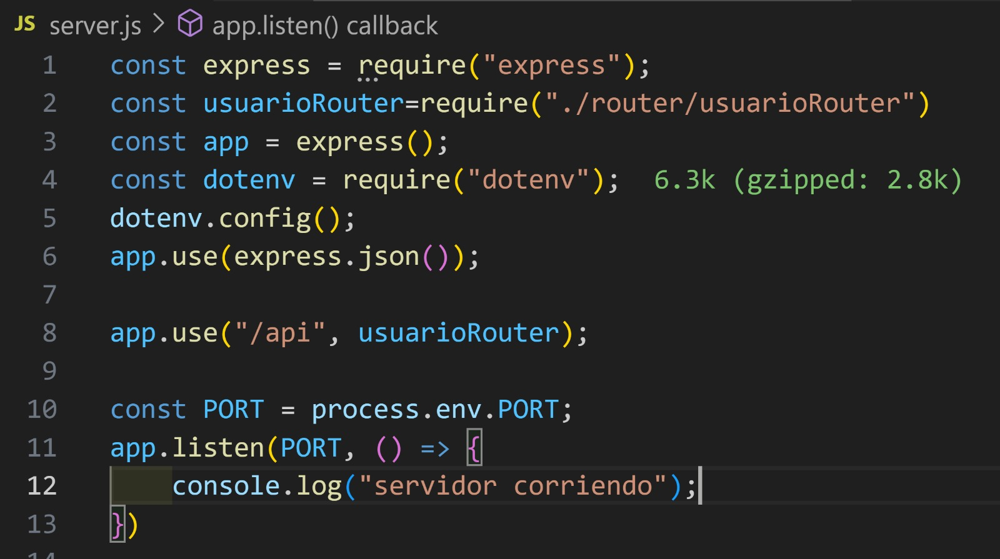 JS server.js > app.listen() callback
1 const express = require("express");
2 const usuarioRouter=require("./router/usuarioRouter")
3 const app = express();
4 const dotenv = require("dotenv"); 6.3k (gzipped: 2.8k)
5 dotenv.config();
6 app.use(express.json());
7
8 app.use("/api", usuarioRouter);
9
10 const PORT = process.env.PORT;
11 app.listen(PORT, () => {
12 console.log("servidor corriendo");
13 })
14